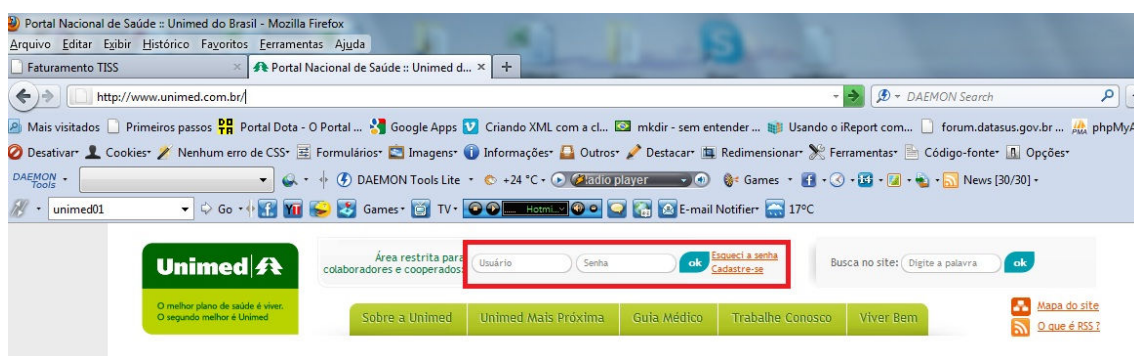 Portal Nacional de Saúde :: Unimed do Brasil - Mozilla Firefox
Arquivo Editar Exibir Histórico Favoritos Ferramentas Ajuda
Faturamento TISS Portal Nacional de Saúde :: Unimed d...
http://www.unimed.com.br/ DAEMON Search
Mais visitados Primeiros passos Portal Dota - O Portal ... Google Apps Criando XML com a cl... mkdir - sem entender ... Usando o iReport com... forum.datasus.gov.br ... phpMyA
Desativar Cookies Nenhum erro de CSS Formulários Imagens Informações Outros Destacar Redimensionar Ferramentas Código-fonte Opções
DAEMON Tools DAEMON Tools Lite +24 °C Radio player Games News [30/30]
unimed01 Go Games TV Hotmi... E-mail Notifier 17°C
Unimed
O melhor plano de saúde é viver.
O segundo melhor é Unimed
Área restrita para
colaboradores e cooperados:
Usuário Senha ok
Esqueci a senha
Cadastre-se
Busca no site: Digite a palavra ok
Sobre a Unimed Unimed Mais Próxima Guia Médico Trabalhe Conosco Viver Bem
Mapa do site
O que é RSS ?